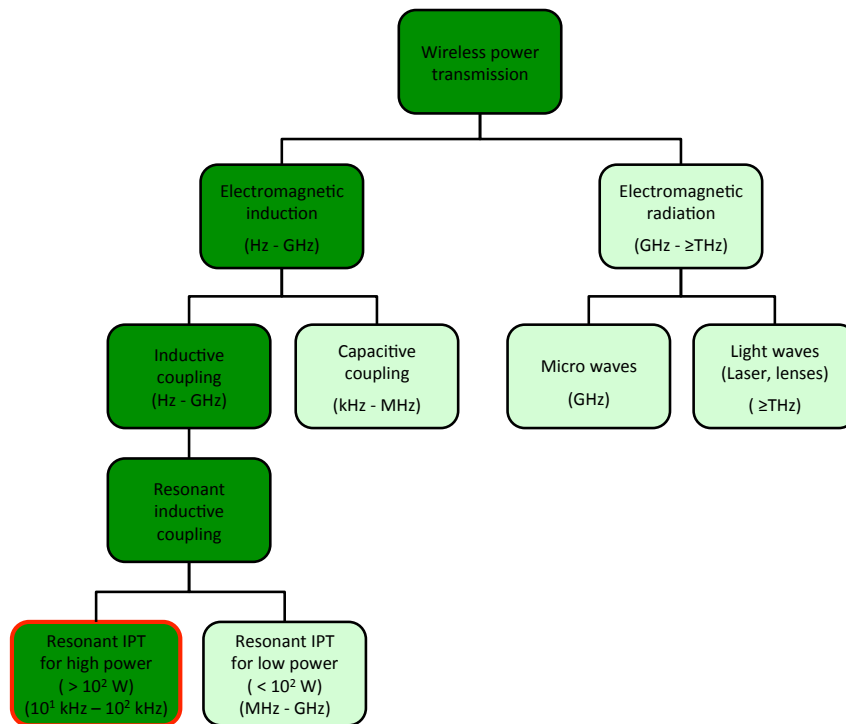 Wireless power
transmission
Electromagnetic
induction
(Hz - GHz)
Electromagnetic
radiation
(GHz - ≥THz)
Inductive
coupling
(Hz - GHz)
Capacitive
coupling
(kHz - MHz)
Micro waves
(GHz)
Light waves
(Laser, lenses)
( ≥THz)
Resonant
inductive
coupling
Resonant IPT
for high power
( > 10² W)
(10¹ kHz – 10² kHz)
Resonant IPT
for low power
( < 10² W)
(MHz - GHz)